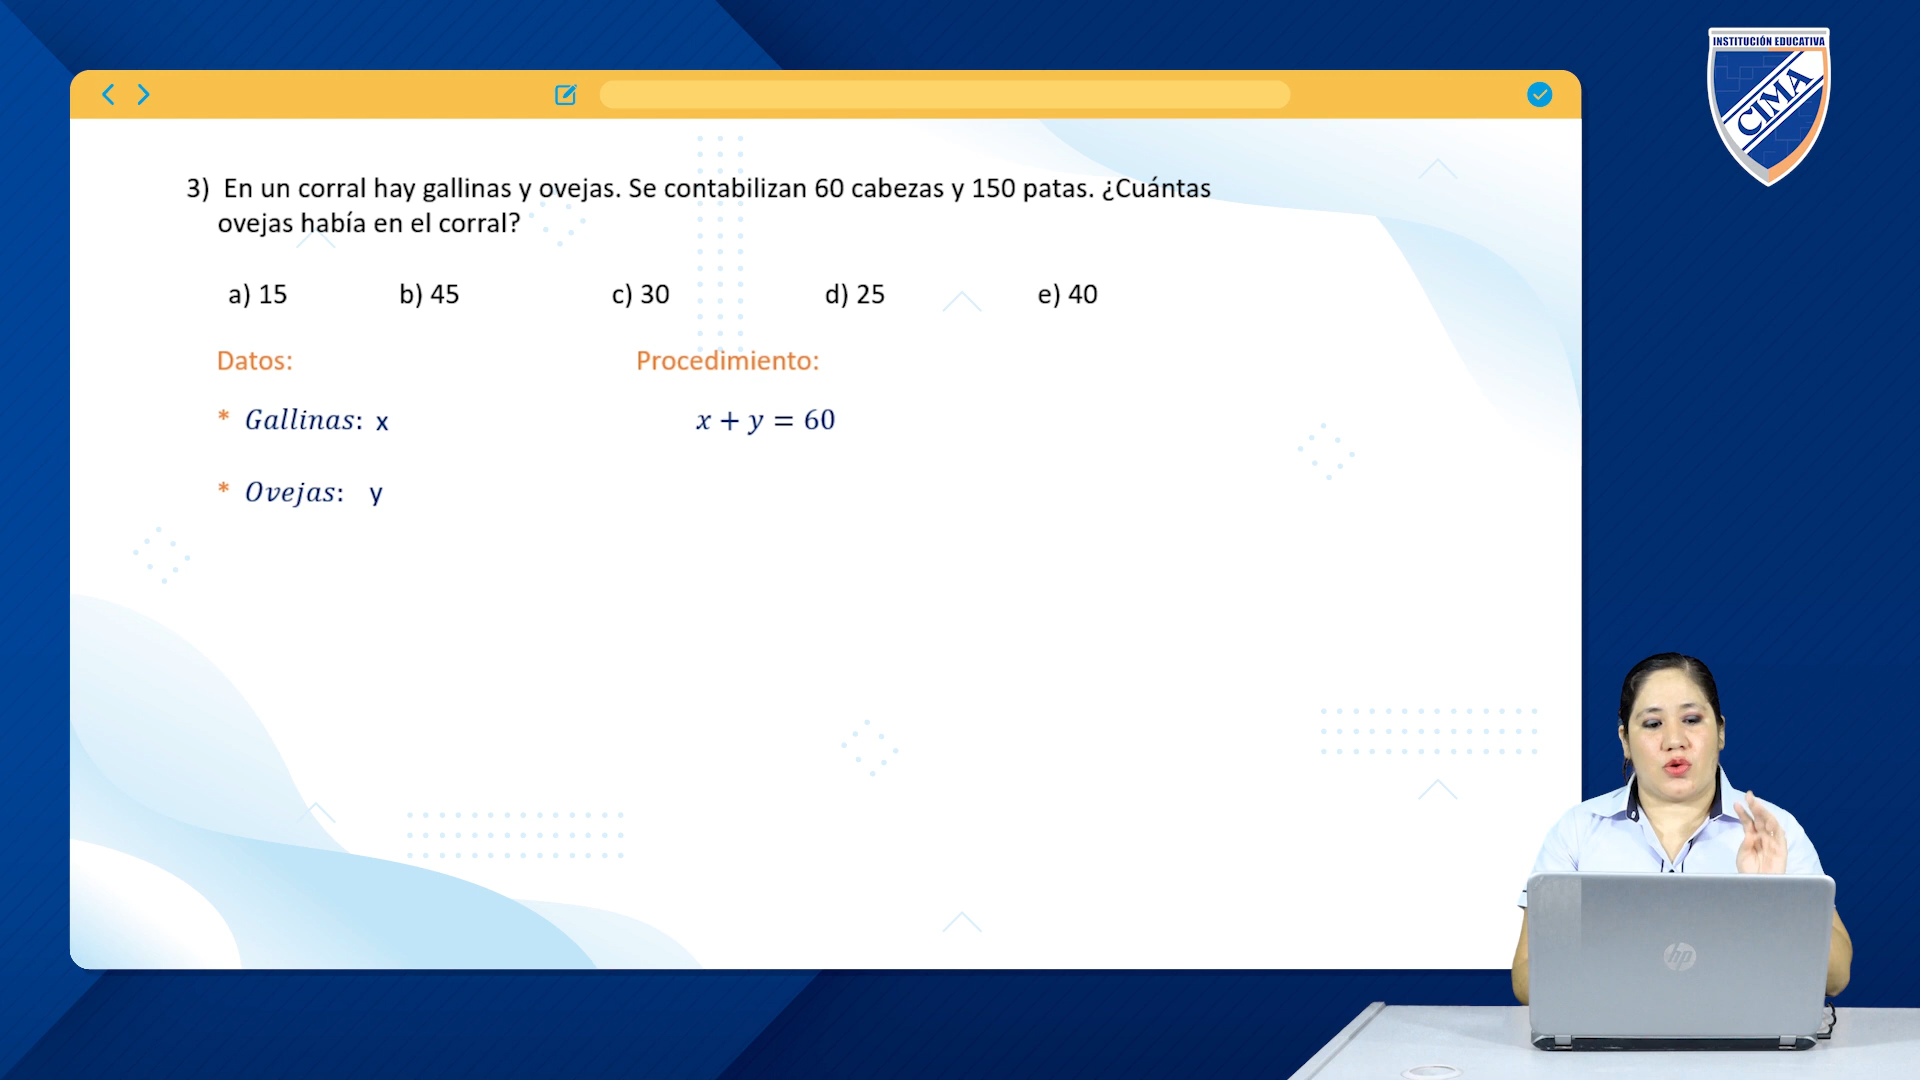 INSTITUCIÓN EDUCATIVA
CIMA
3) En un corral hay gallinas y ovejas. Se contabilizan 60 cabezas y 150 patas. ¿Cuántas
ovejas había en el corral?
a) 15 b) 45 c) 30 d) 25 e) 40
Datos: Procedimiento:
* Gallinas: x x + y = 60
* Ovejas: y
hp